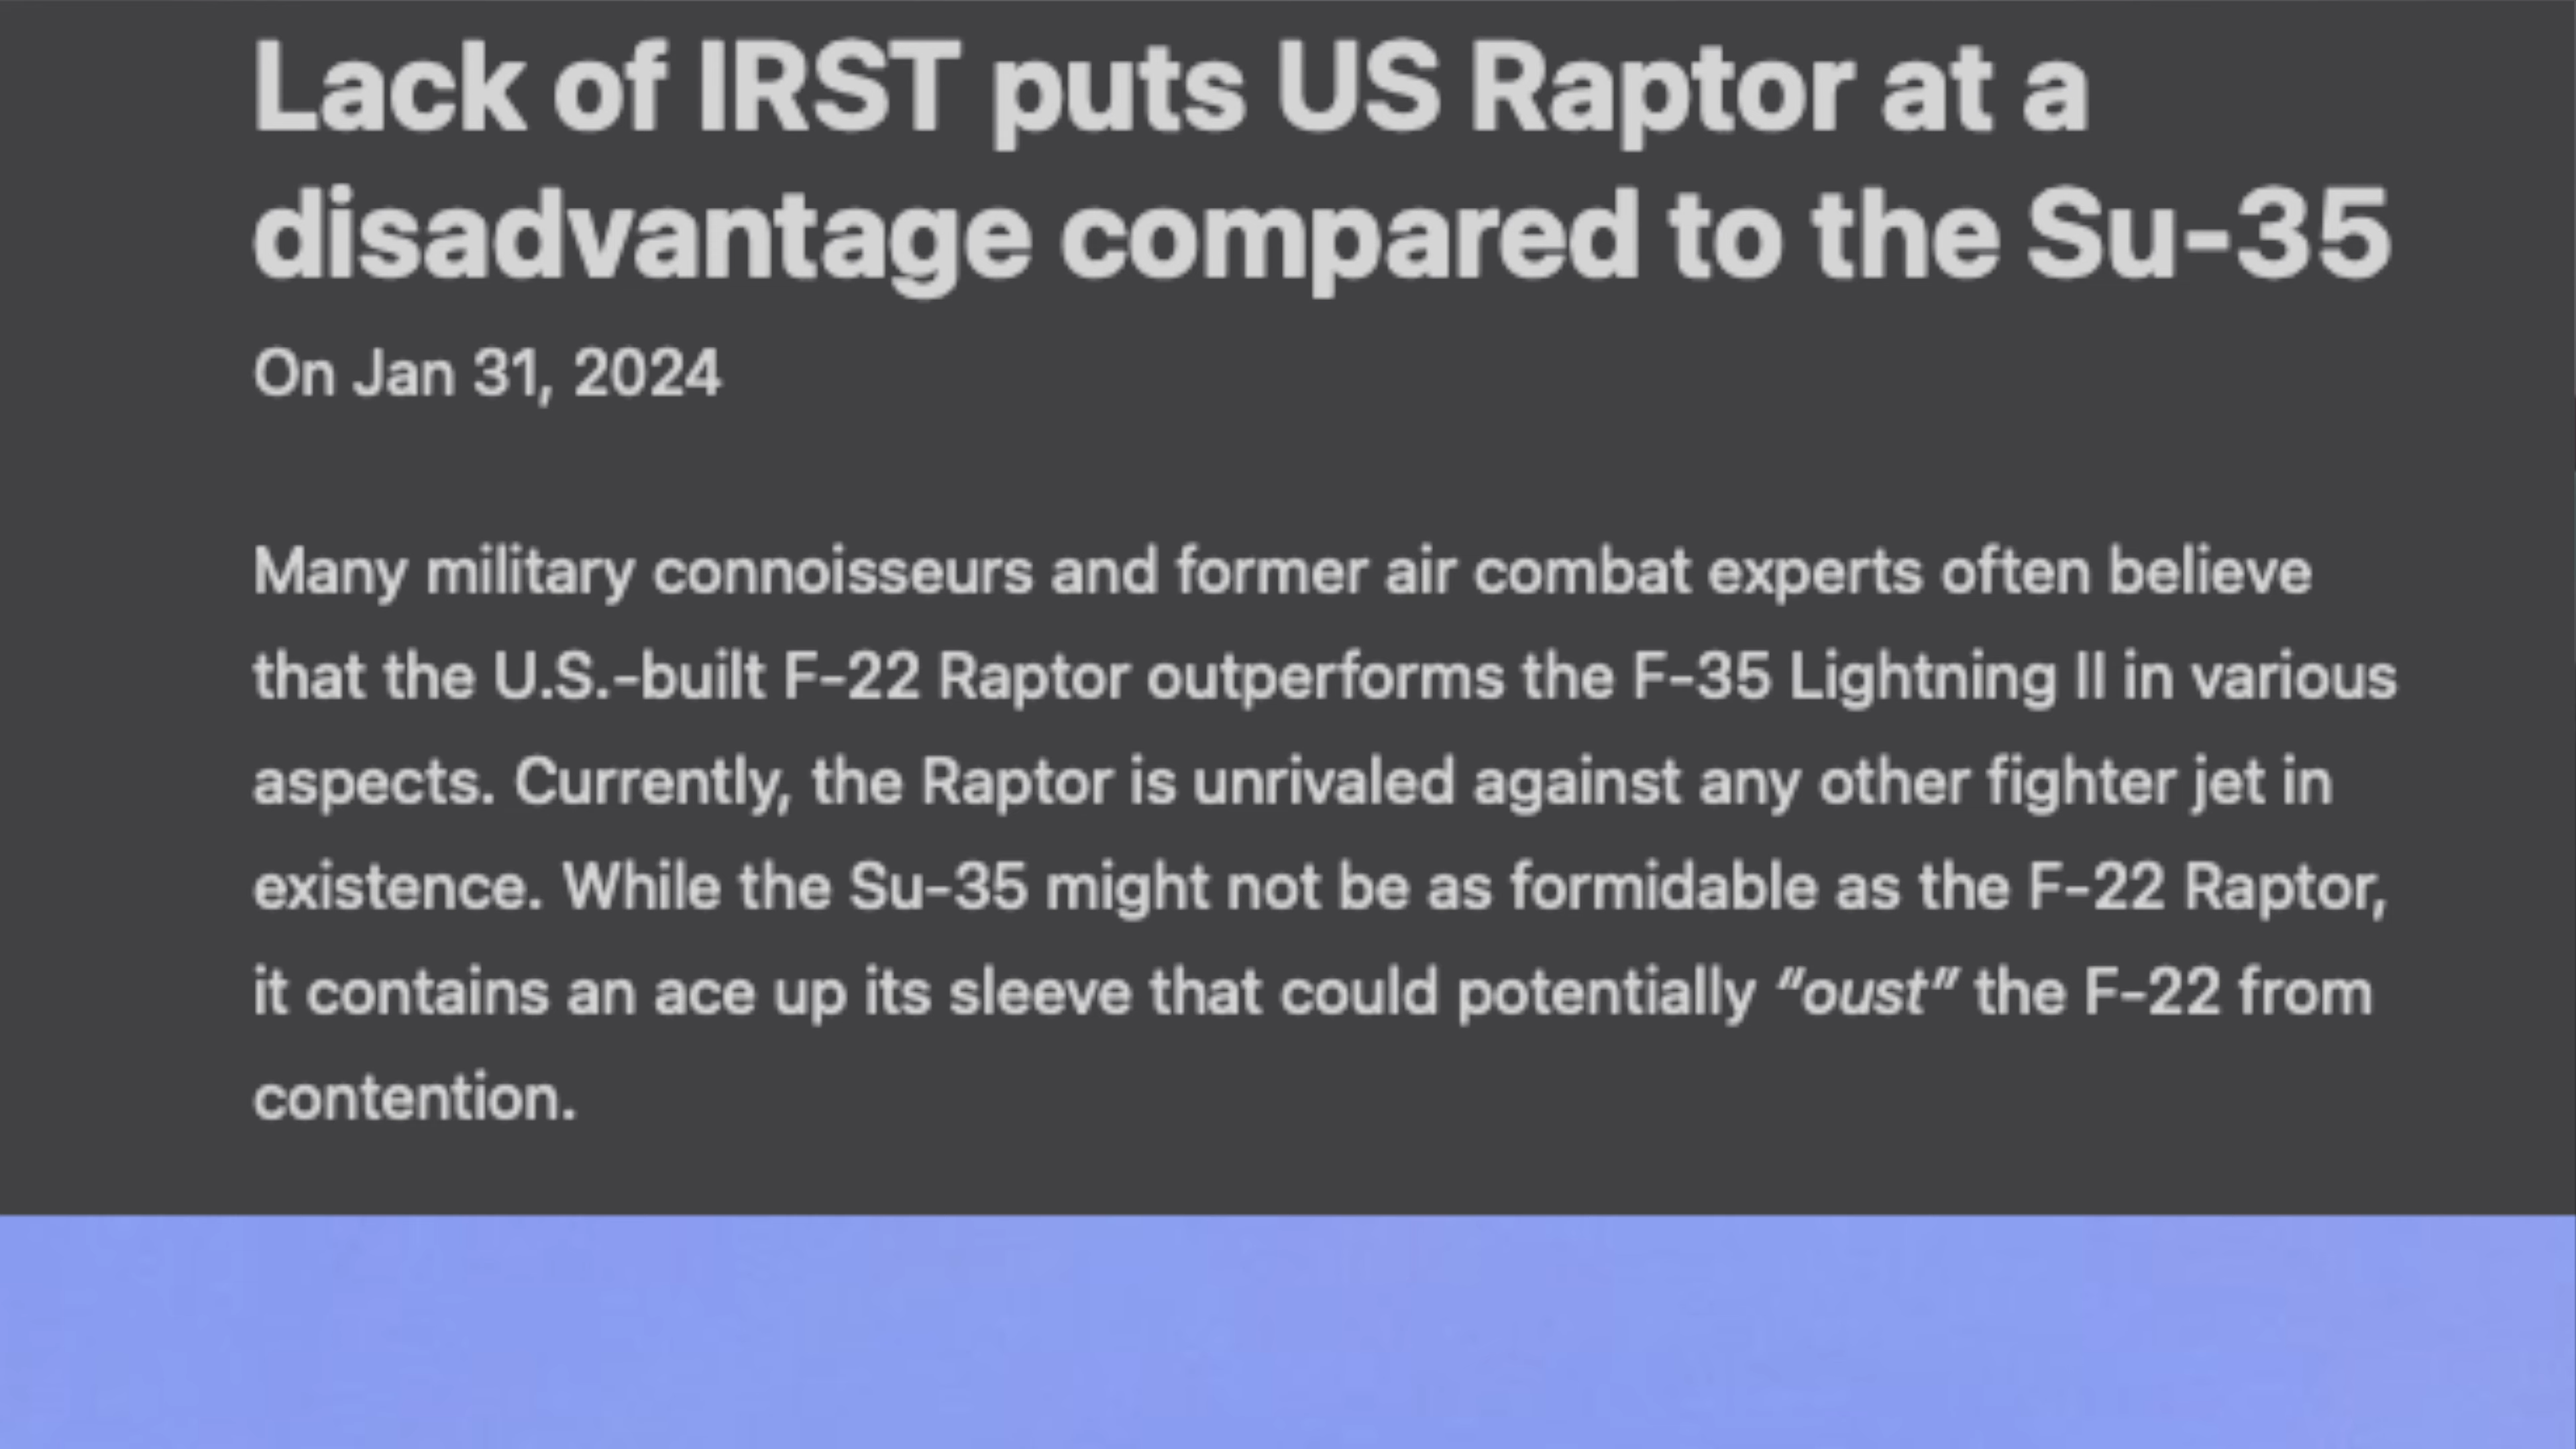 Lack of IRST puts US Raptor at a
disadvantage compared to the Su-35
On Jan 31, 2024
Many military connoisseurs and former air combat experts often believe
that the U.S.-built F-22 Raptor outperforms the F-35 Lightning II in various
aspects. Currently, the Raptor is unrivaled against any other fighter jet in
existence. While the Su-35 might not be as formidable as the F-22 Raptor,
it contains an ace up its sleeve that could potentially "oust" the F-22 from
contention.